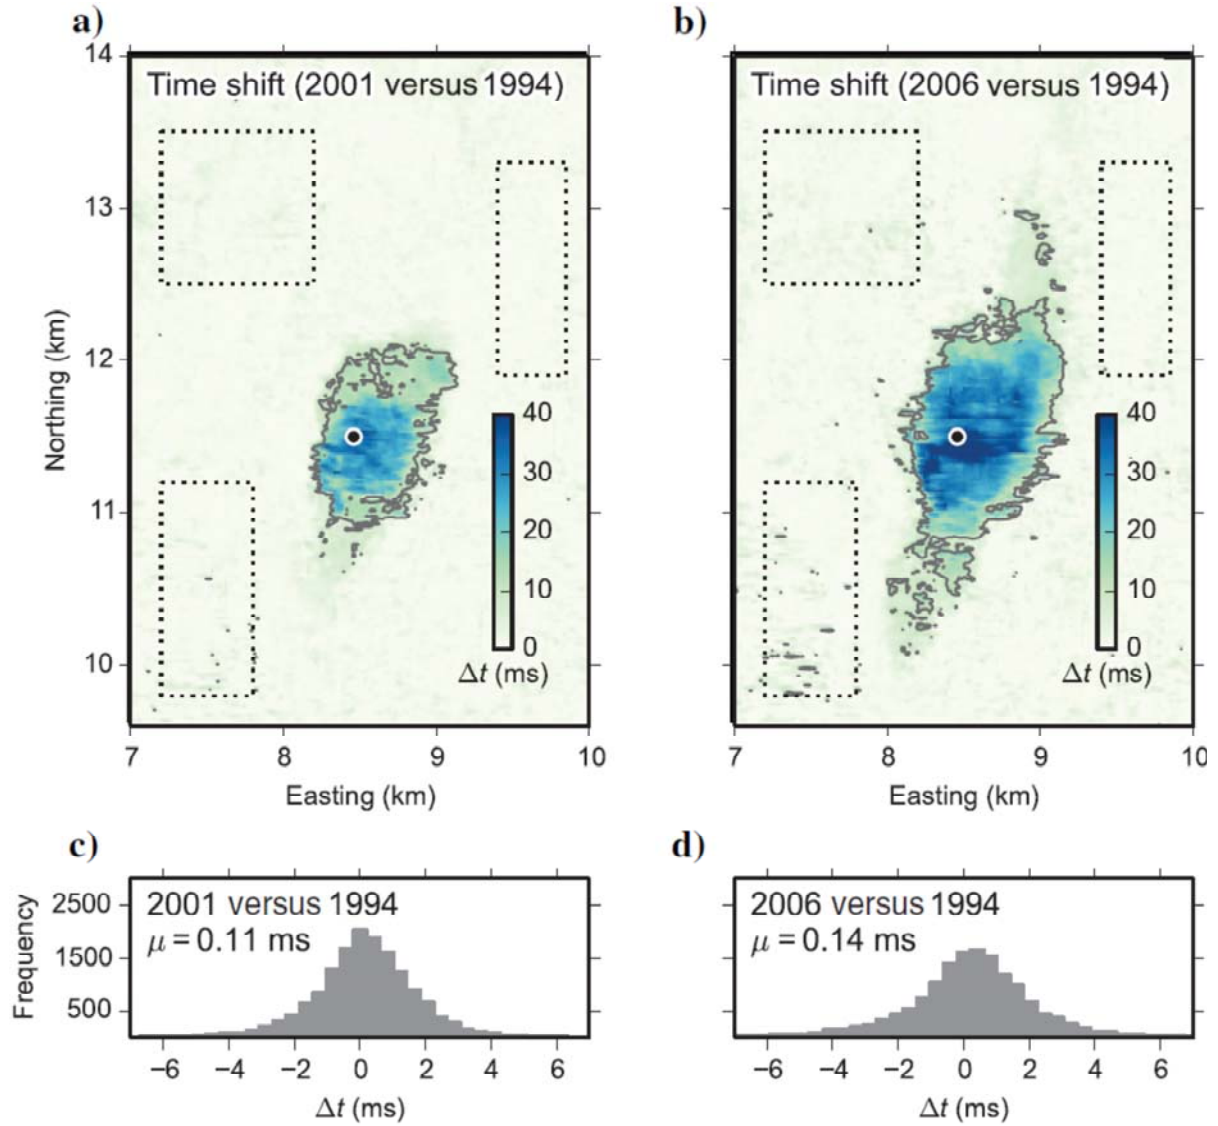 a)
Time shift (2001 versus 1994)
14
13
12
11
10
Northing (km)
40
30
20
10
0
Δt (ms)
7 8 9 10
Easting (km)
b)
Time shift (2006 versus 1994)
40
30
20
10
0
Δt (ms)
7 8 9 10
Easting (km)
c)
2001 versus 1994
μ = 0.11 ms
Frequency
2500
1500
500
−6 −4 −2 0 2 4 6
Δt (ms)
d)
2006 versus 1994
μ = 0.14 ms
−6 −4 −2 0 2 4 6
Δt (ms)